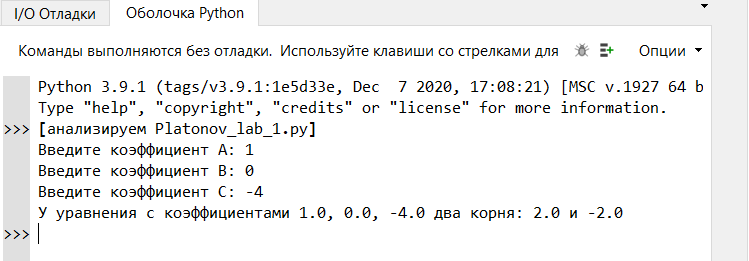 I/O Отладки Оболочка Python
Команды выполняются без отладки. Используйте клавиши со стрелками для Опции
Python 3.9.1 (tags/v3.9.1:1e5d33e, Dec  7 2020, 17:08:21) [MSC v.1927 64 b
Type "help", "copyright", "credits" or "license" for more information.
>>> [анализируем Platonov_lab_1.py]
Введите коэффициент A: 1
Введите коэффициент B: 0
Введите коэффициент C: -4
У уравнения с коэффициентами 1.0, 0.0, -4.0 два корня: 2.0 и -2.0
>>>